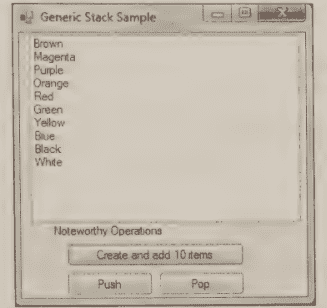 Generic Stack Sample
Brown
Magenta
Purple
Orange
Red
Green
Yellow
Blue
Black
White
Noteworthy Operations
Create and add 10 items
Push
Pop